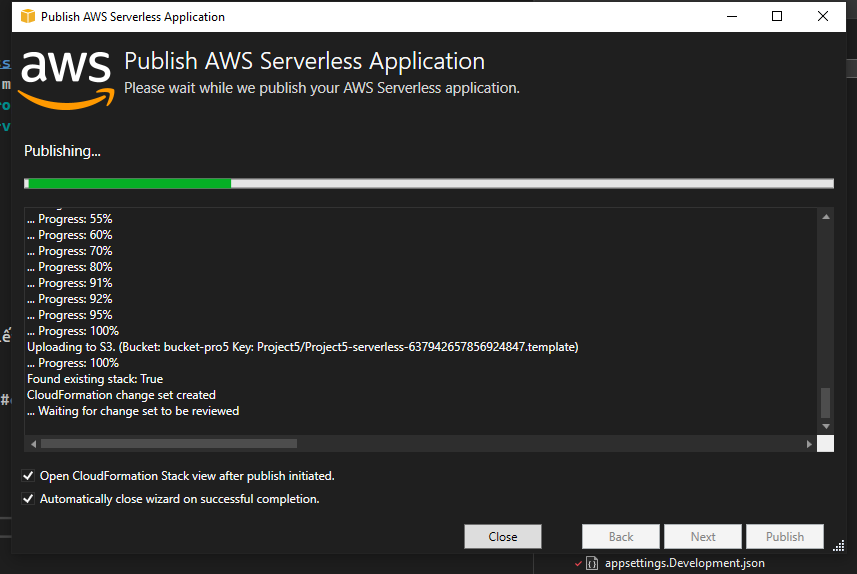 Publish AWS Serverless Application
aws
Publish AWS Serverless Application
Please wait while we publish your AWS Serverless application.
Publishing...
... Progress: 55%
... Progress: 60%
... Progress: 70%
... Progress: 80%
... Progress: 91%
... Progress: 92%
... Progress: 95%
... Progress: 100%
Uploading to S3. (Bucket: bucket-pro5 Key: Project5/Project5-serverless-637942657856924847.template)
... Progress: 100%
Found existing stack: True
CloudFormation change set created
... Waiting for change set to be reviewed
Open CloudFormation Stack view after publish initiated.
Automatically close wizard on successful completion.
Close
Back
Next
Publish
appsettings.Development.json